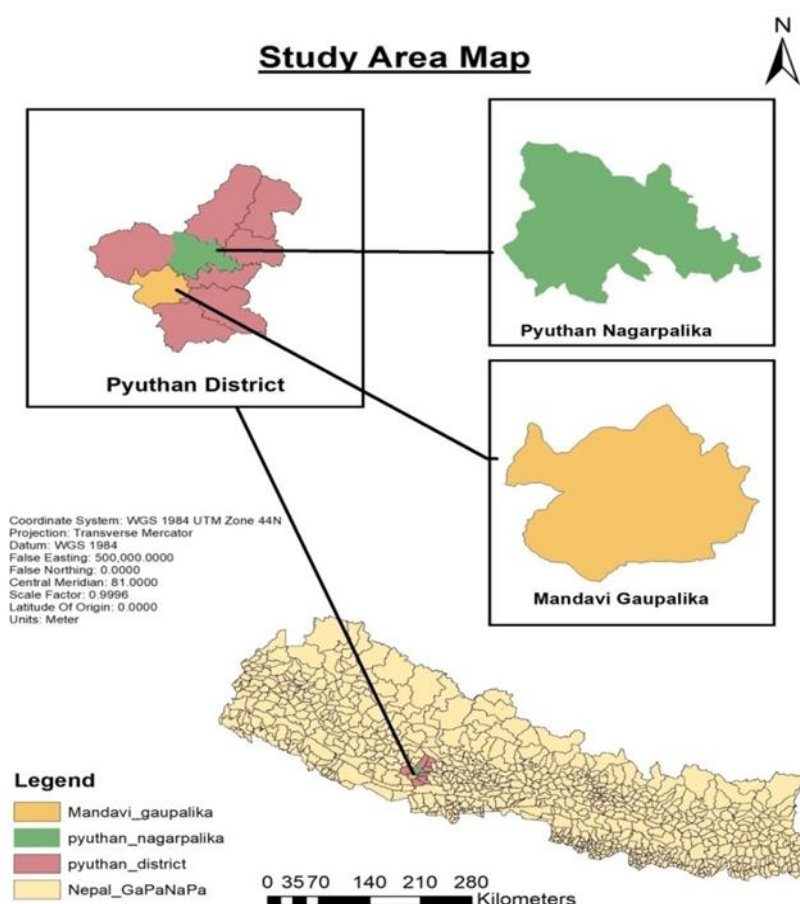 N
Study Area Map
Pyuthan District
Pyuthan Nagarpalika
Mandavi Gaupalika
Coordinate System: WGS 1984 UTM Zone 44N
Projection: Transverse Mercator
Datum: WGS 1984
False Easting: 500,000.0000
False Northing: 0.0000
Central Meridian: 81.0000
Scale Factor: 0.9996
Latitude Of Origin: 0.0000
Units: Meter
Legend
Mandavi_gaupalika
pyuthan_nagarpalika
pyuthan_district
Nepal_GaPaNaPa
0 35 70 140 210 280
Kilometers